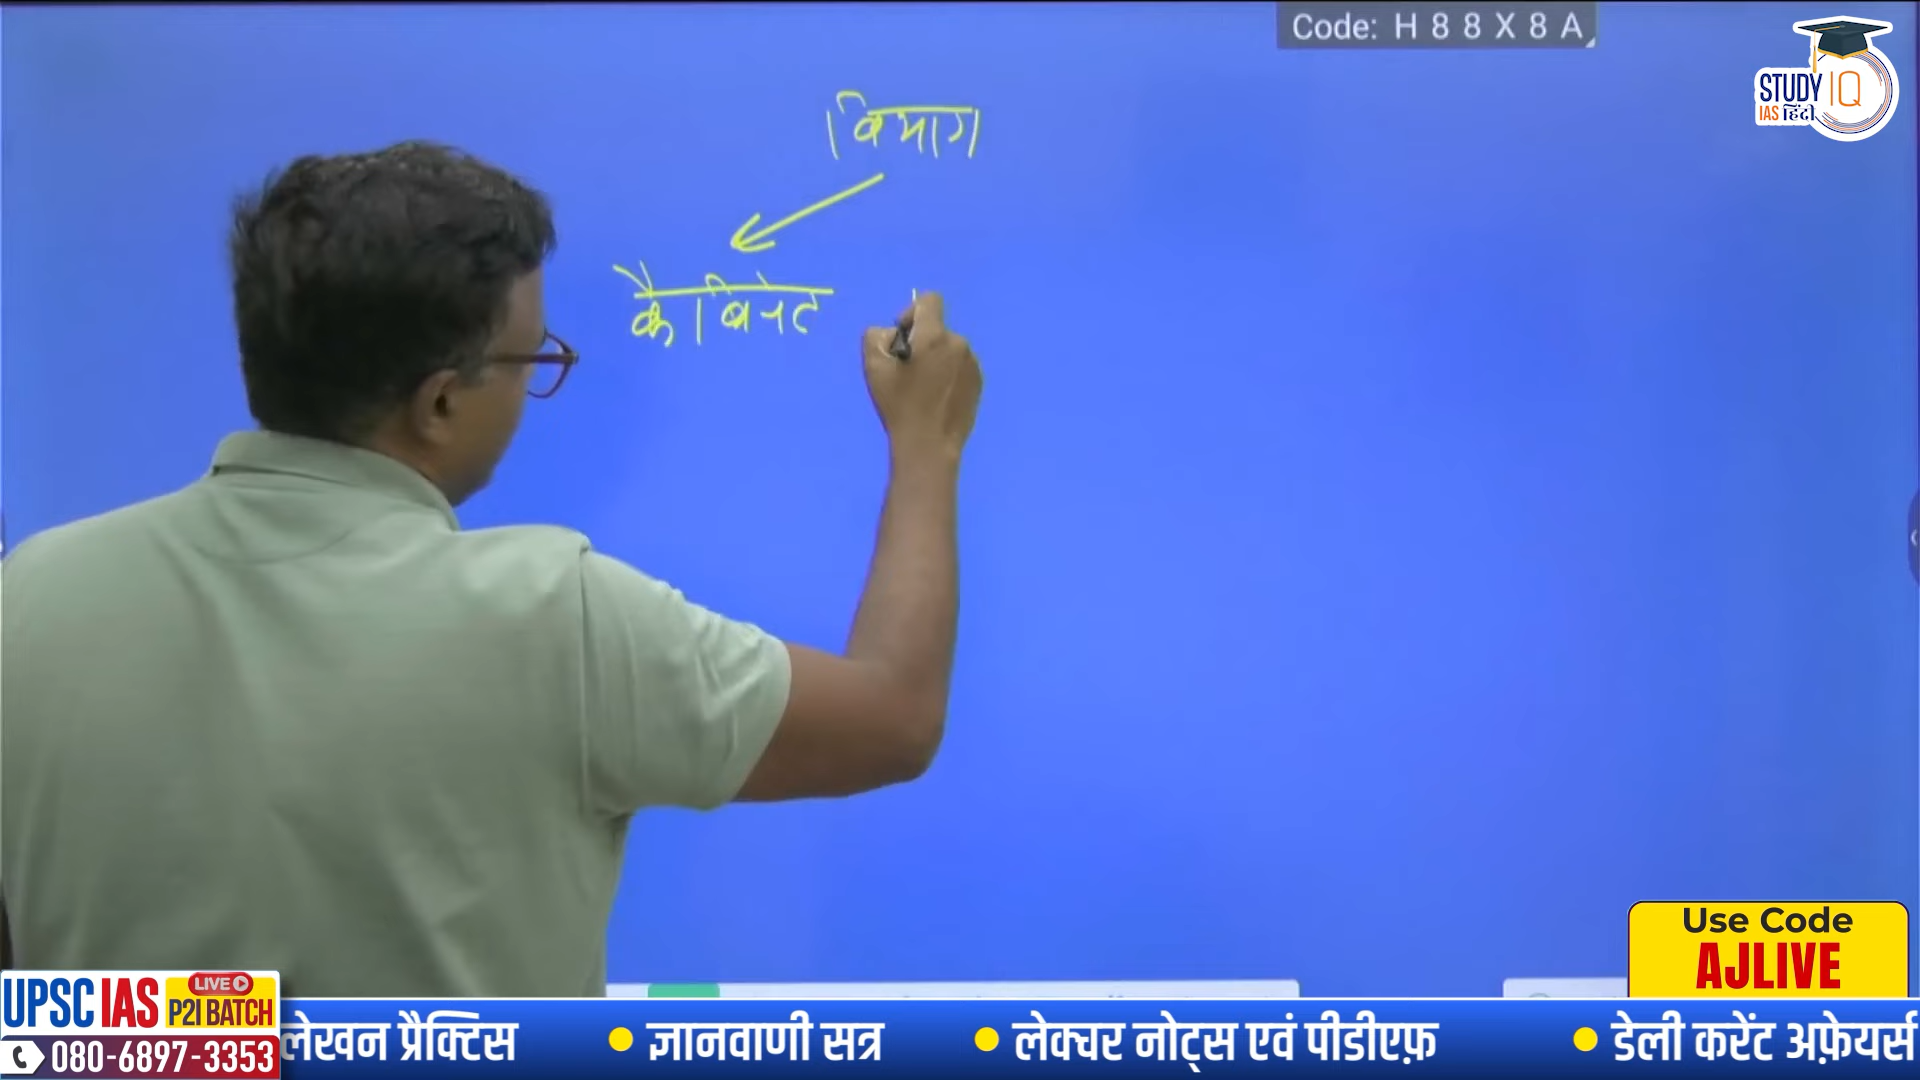 Code: H 8 8 X 8 A
STUDY IQ
IAS हिंदी
विभाग
कैबिनेट
Use Code
AJLIVE
UPSC IAS LIVE P2I BATCH
080-6897-3353
लेखन प्रैक्टिस • ज्ञानवाणी सत्र • लेक्चर नोट्स एवं पीडीएफ़ • डेली करेंट अफ़ेयर्स